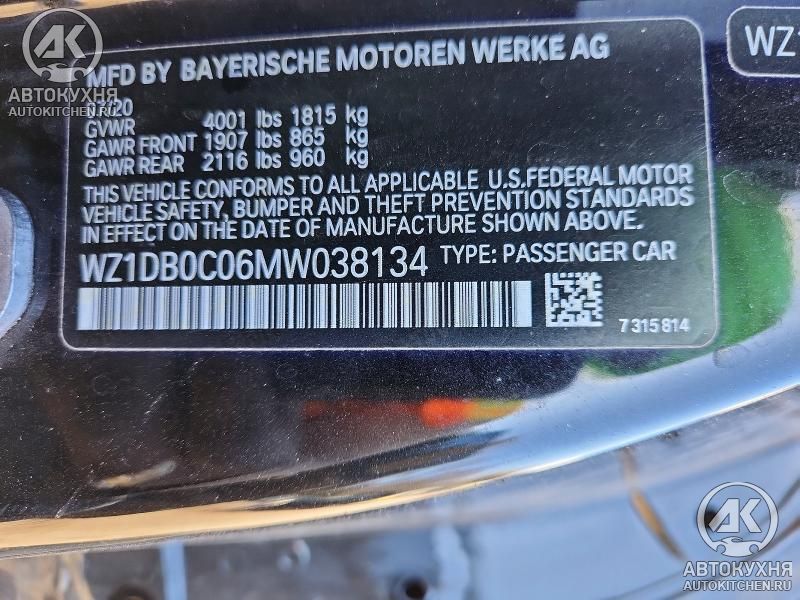 AK
АВТОКУХНЯ
AUTOKITCHEN.RU
MFD BY BAYERISCHE MOTOREN WERKE AG
WZ1
GVWR 4001 lbs 1815 kg
GAWR FRONT 1907 lbs 865 kg
GAWR REAR 2116 lbs 960 kg
THIS VEHICLE CONFORMS TO ALL APPLICABLE U.S.FEDERAL MOTOR
VEHICLE SAFETY, BUMPER AND THEFT PREVENTION STANDARDS
IN EFFECT ON THE DATE OF MANUFACTURE SHOWN ABOVE.
WZ1DB0C06MW038134 TYPE: PASSENGER CAR
7315814
AK
АВТОКУХНЯ
AUTOKITCHEN.RU